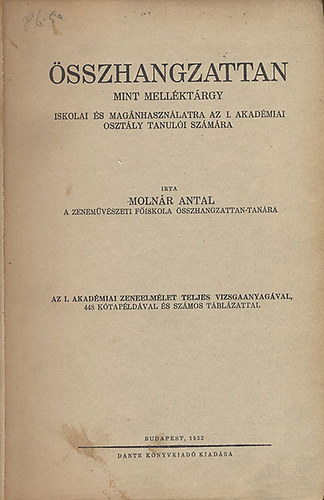 ÖSSZHANGZATTAN
MINT MELLÉKTÁRGY
ISKOLAI ÉS MAGÁNHASZNÁLATRA AZ I. AKADÉMIAI
OSZTÁLY TANULÓI SZÁMÁRA
IRTA
MOLNÁR ANTAL
A ZENEMŰVÉSZETI FŐISKOLA ÖSSZHANGZATTAN-TANÁRA
AZ I. AKADÉMIAI ZENEELMÉLET TELJES VIZSGAANYAGÁVAL,
448 KÓTAPÉLDÁVAL ÉS SZÁMOS TÁBLÁZATTAL
BUDAPEST, 1932
DANTE KÖNYVKIADÓ KIADÁSA